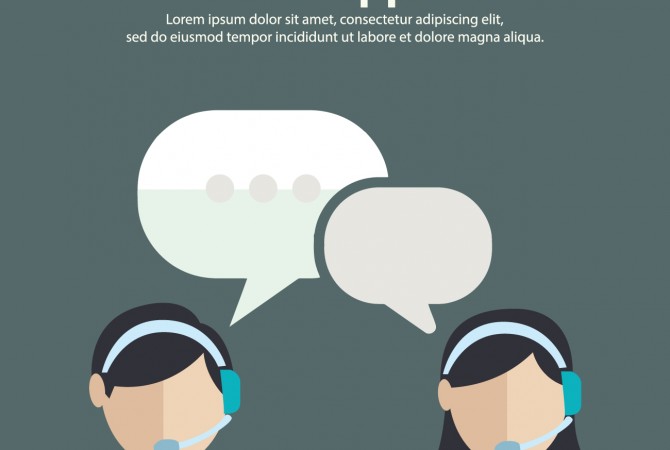 Lorem ipsum dolor sit amet, consectetur adipiscing elit,
sed do eiusmod tempor incididunt ut labore et dolore magna aliqua.